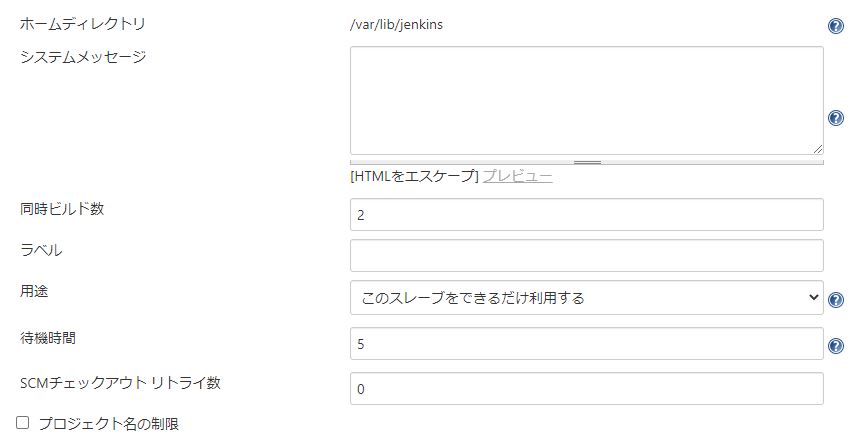 ホームディレクトリ /var/lib/jenkins
システムメッセージ
[HTMLをエスケープ] プレビュー
同時ビルド数 2
ラベル
用途 このスレーブをできるだけ利用する
待機時間 5
SCMチェックアウト リトライ数 0
プロジェクト名の制限